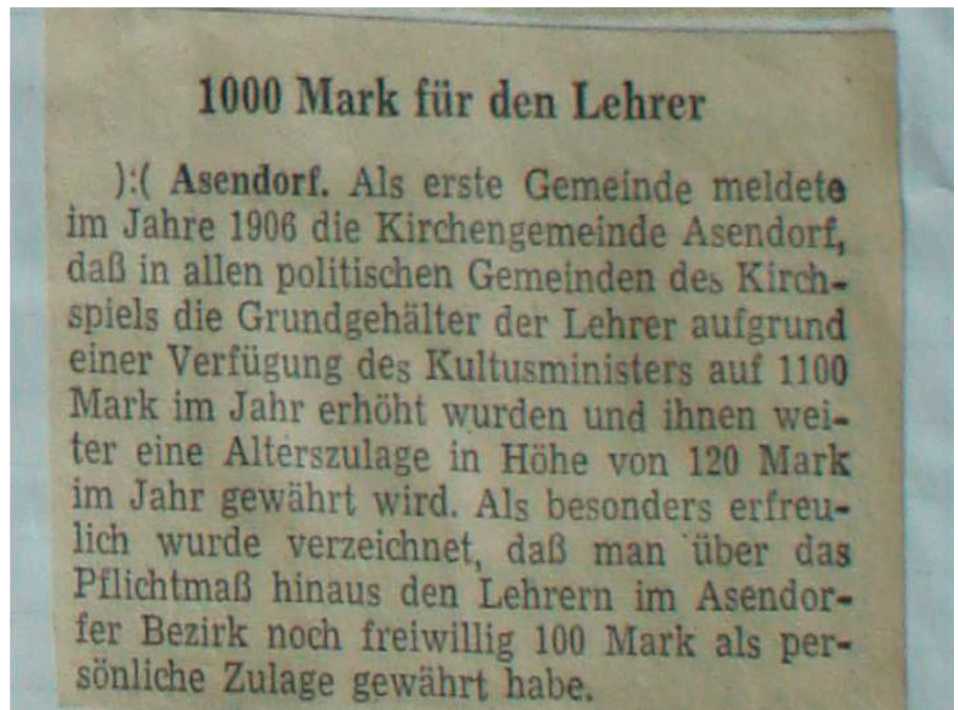 1000 Mark für den Lehrer
):( Asendorf. Als erste Gemeinde meldete
im Jahre 1906 die Kirchengemeinde Asendorf,
daß in allen politischen Gemeinden des Kirch-
spiels die Grundgehälter der Lehrer aufgrund
einer Verfügung des Kultusministers auf 1100
Mark im Jahr erhöht wurden und ihnen wei-
ter eine Alterszulage in Höhe von 120 Mark
im Jahr gewährt wird. Als besonders erfreu-
lich wurde verzeichnet, daß man über das
Pflichtmaß hinaus den Lehrern im Asendor-
fer Bezirk noch freiwillig 100 Mark als per-
sönliche Zulage gewährt habe.